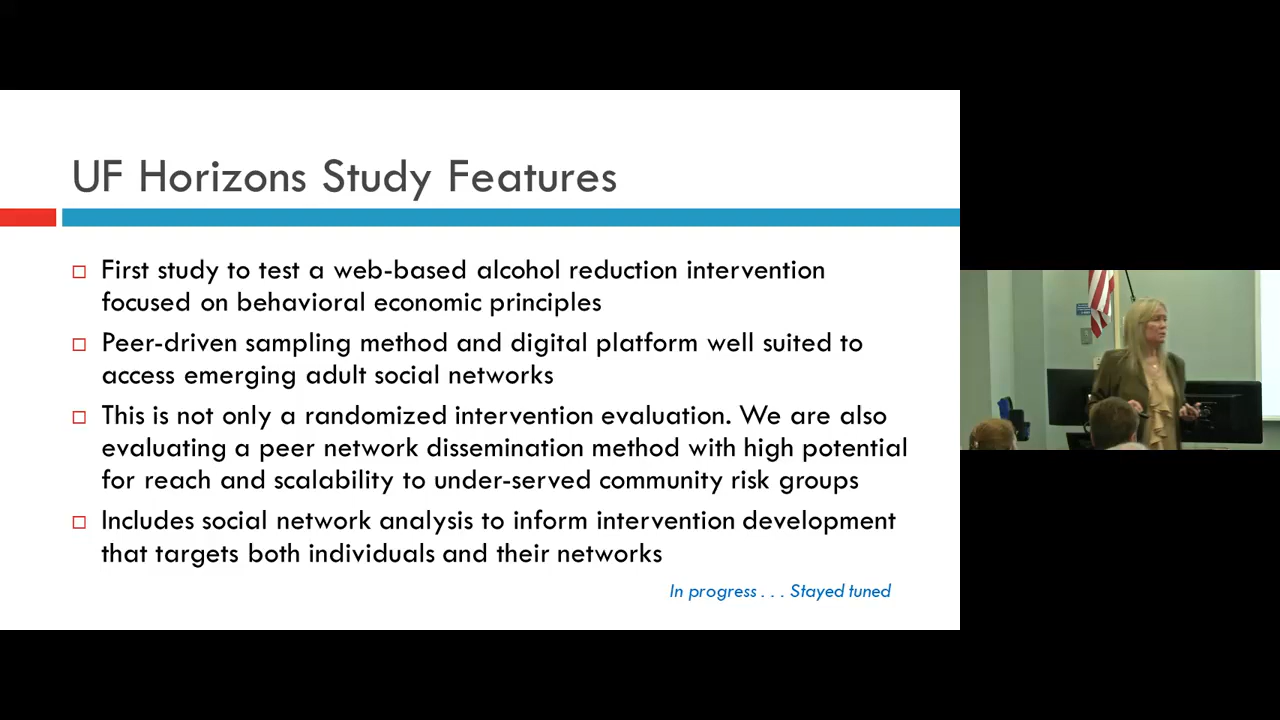 UF Horizons Study Features
First study to test a web-based alcohol reduction intervention
focused on behavioral economic principles
Peer-driven sampling method and digital platform well suited to
access emerging adult social networks
This is not only a randomized intervention evaluation. We are also
evaluating a peer network dissemination method with high potential
for reach and scalability to under-served community risk groups
Includes social network analysis to inform intervention development
that targets both individuals and their networks
In progress . . . Stayed tuned